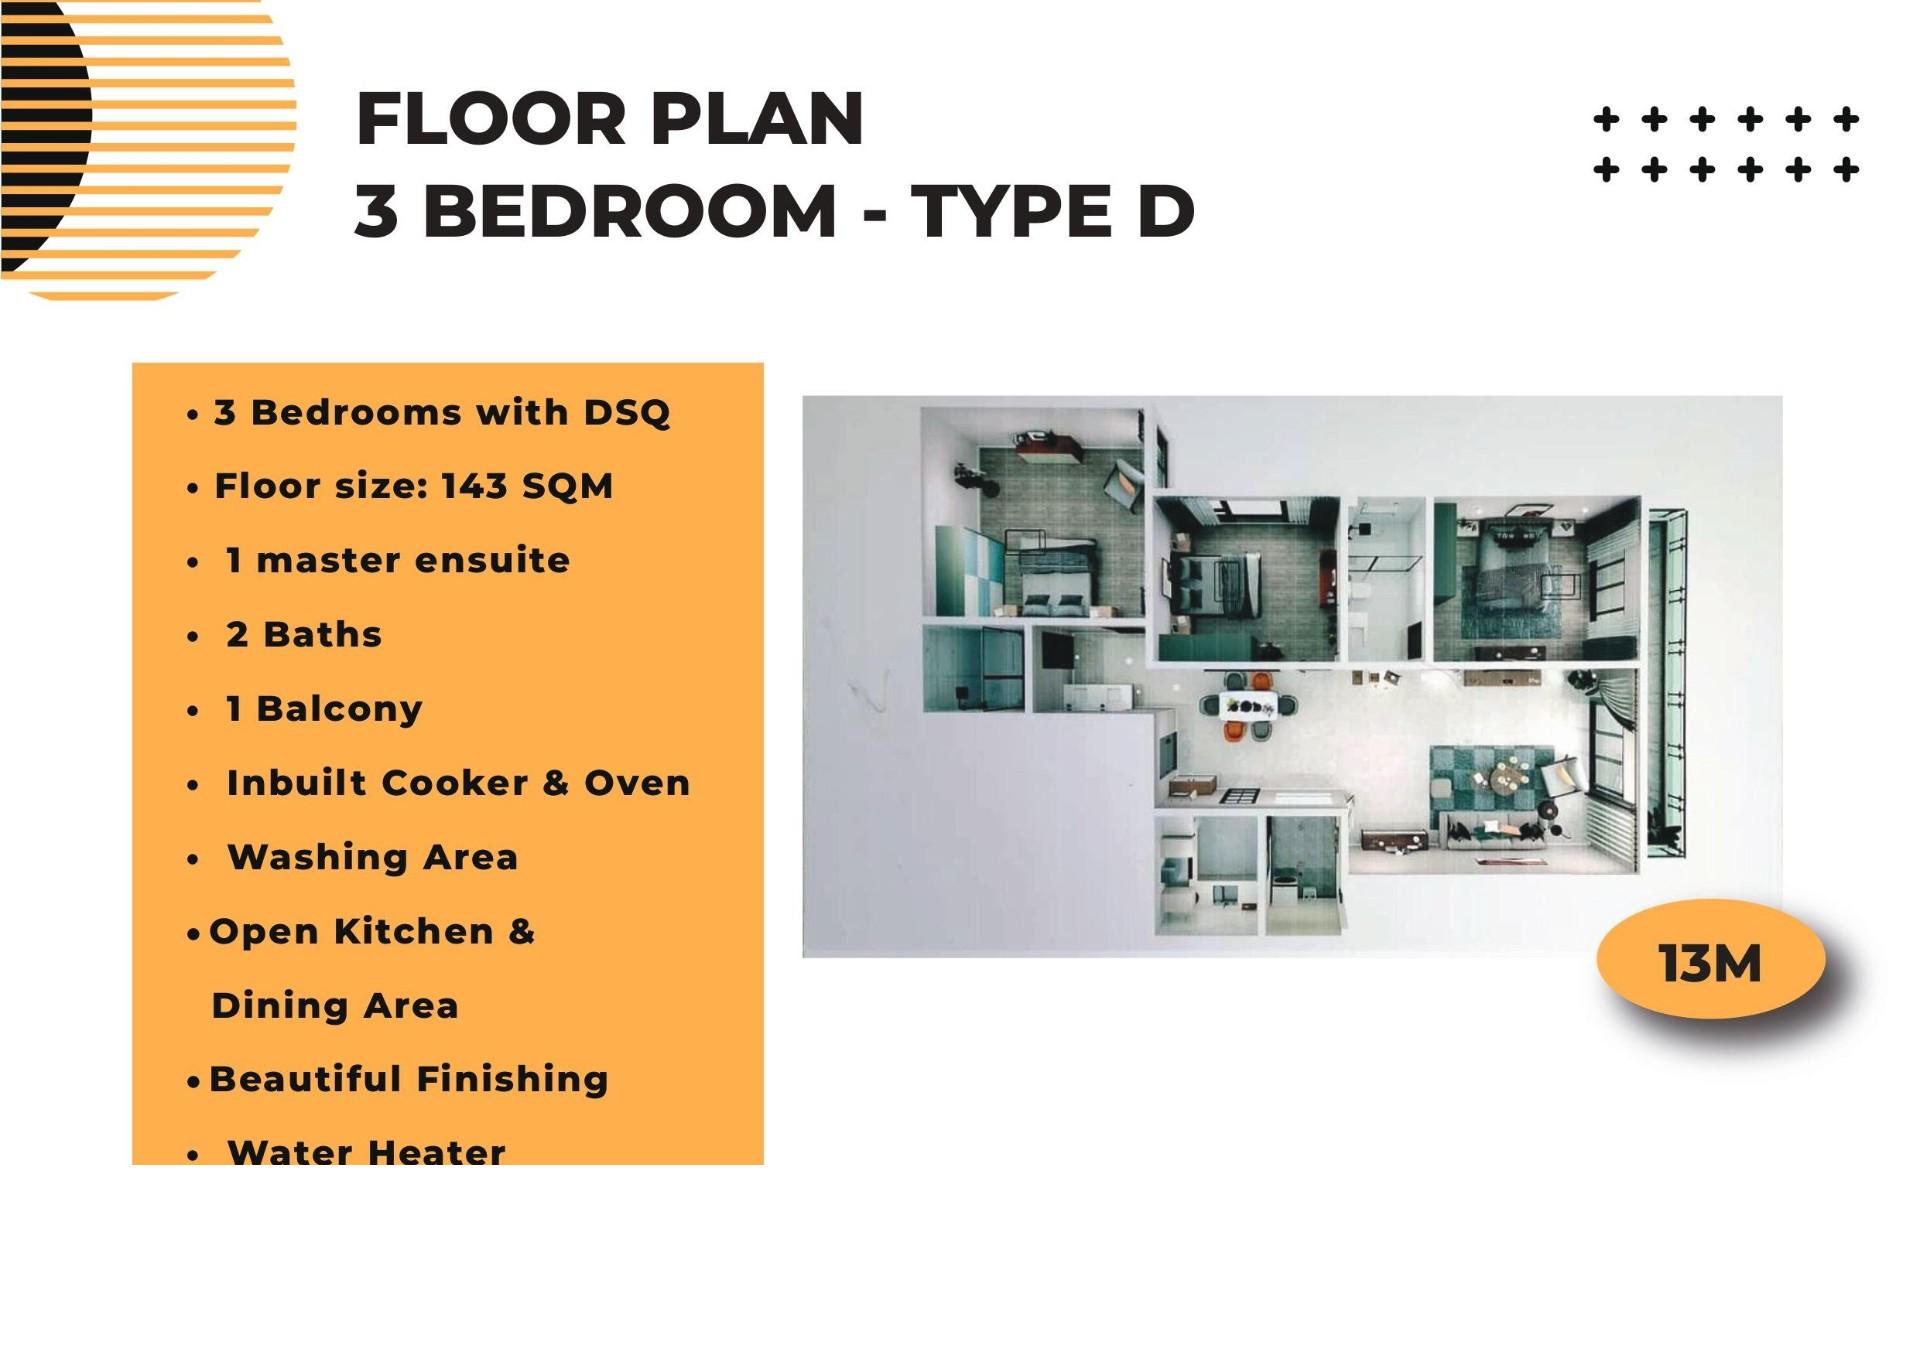 FLOOR PLAN
3 BEDROOM - TYPE D
• 3 Bedrooms with DSQ
• Floor size: 143 SQM
• 1 master ensuite
• 2 Baths
• 1 Balcony
• Inbuilt Cooker & Oven
• Washing Area
• Open Kitchen &
Dining Area
• Beautiful Finishing
• Water Heater
13M